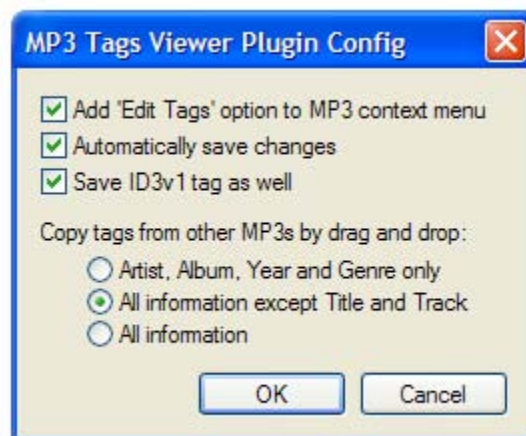 MP3 Tags Viewer Plugin Config
Add 'Edit Tags' option to MP3 context menu
Automatically save changes
Save ID3v1 tag as well
Copy tags from other MP3s by drag and drop:
Artist, Album, Year and Genre only
All information except Title and Track
All information
OK Cancel